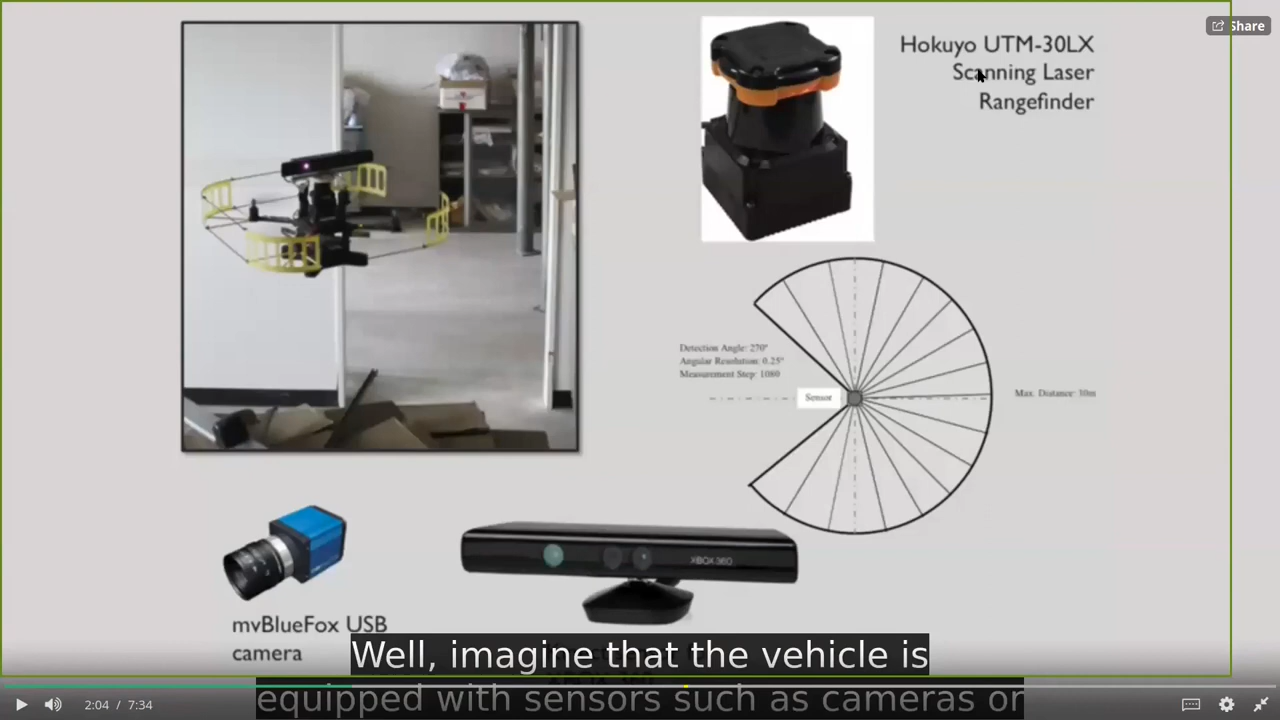 Share
Hokuyo UTM-30LX
Scanning Laser
Rangefinder
Detection Angle: 270°
Angular Resolution: 0.25°
Measurement Step: 1080
Sensor
Max. Distance: 30m
XBOX 360
mvBlueFox USB
camera
Well, imagine that the vehicle is
equipped with sensors such as cameras or
2:04 / 7:34